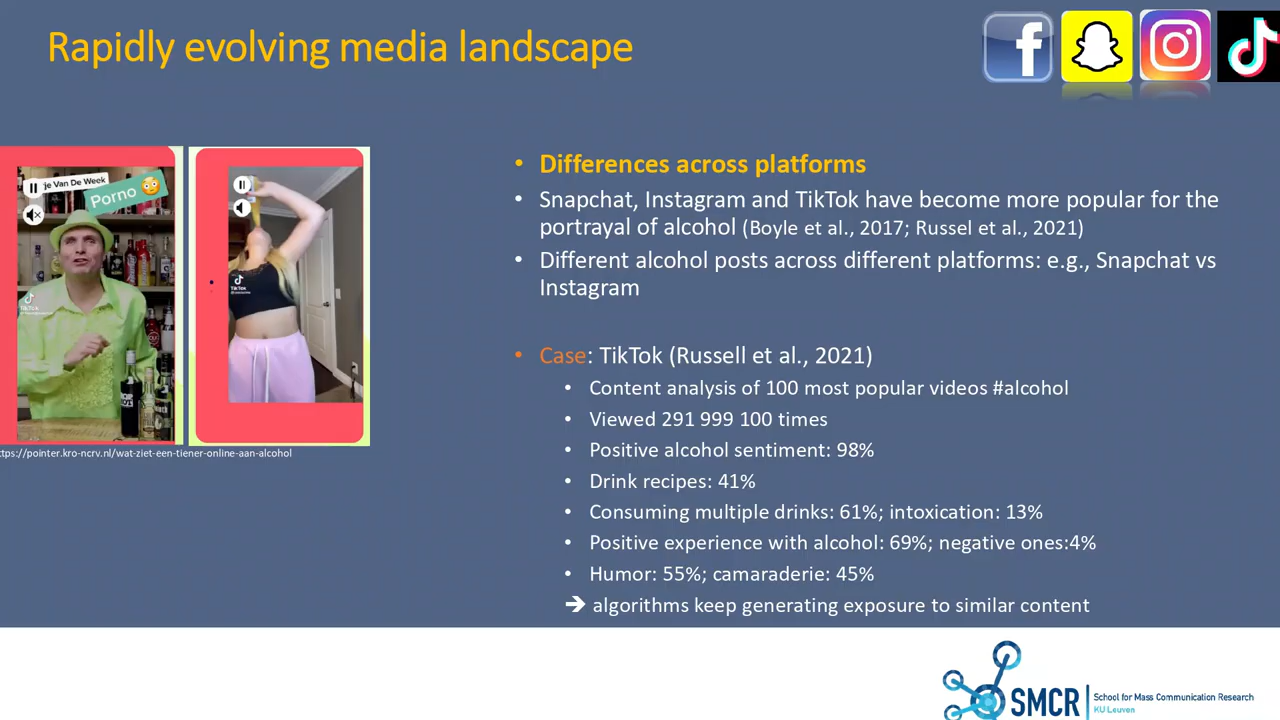 Rapidly evolving media landscape
je Van De Week
Porno
TikTok
TikTok
https://pointer.kro-ncrv.nl/wat-ziet-een-tiener-online-aan-alcohol
• Differences across platforms
• Snapchat, Instagram and TikTok have become more popular for the
portrayal of alcohol (Boyle et al., 2017; Russel et al., 2021)
• Different alcohol posts across different platforms: e.g., Snapchat vs
Instagram
• Case: TikTok (Russell et al., 2021)
• Content analysis of 100 most popular videos #alcohol
• Viewed 291 999 100 times
• Positive alcohol sentiment: 98%
• Drink recipes: 41%
• Consuming multiple drinks: 61%; intoxication: 13%
• Positive experience with alcohol: 69%; negative ones:4%
• Humor: 55%; camaraderie: 45%
➔ algorithms keep generating exposure to similar content
SMCR
School for Mass Communication Research
KU Leuven